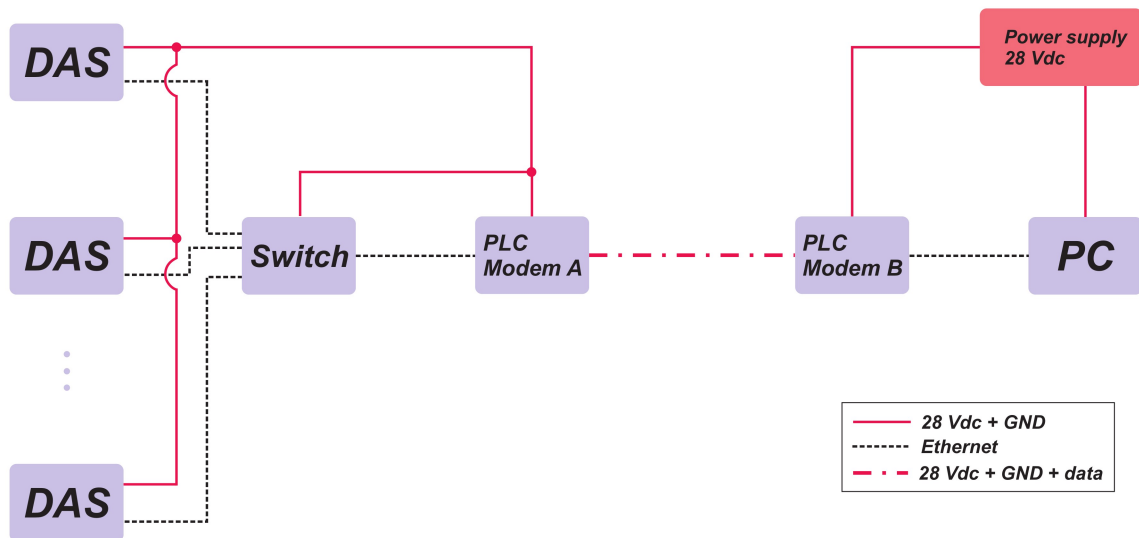 DAS
Power supply
28 Vdc
DAS
Switch
PLC
Modem A
PLC
Modem B
PC
DAS
28 Vdc + GND
Ethernet
28 Vdc + GND + data